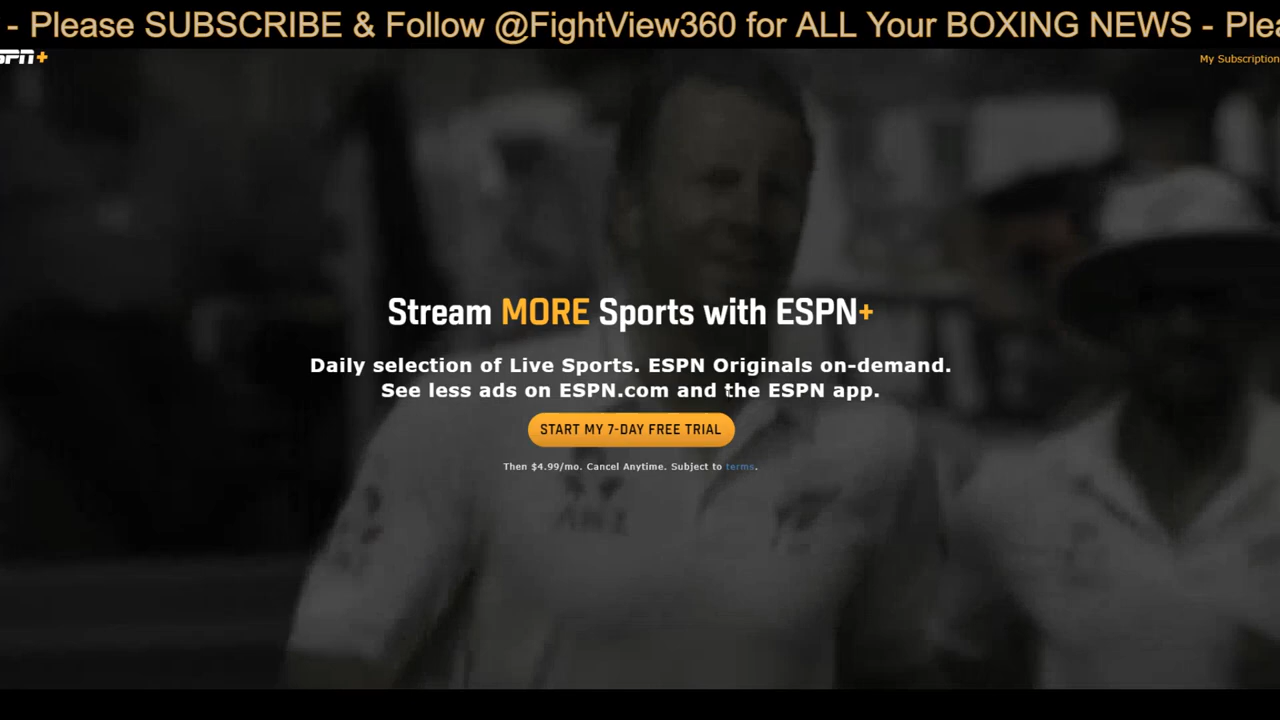 - Please SUBSCRIBE & Follow @FightView360 for ALL Your BOXING NEWS - Plea
SPN+
My Subscription
Stream MORE Sports with ESPN+
Daily selection of Live Sports. ESPN Originals on-demand.
See less ads on ESPN.com and the ESPN app.
START MY 7-DAY FREE TRIAL
Then $4.99/mo. Cancel Anytime. Subject to terms.
ANZ